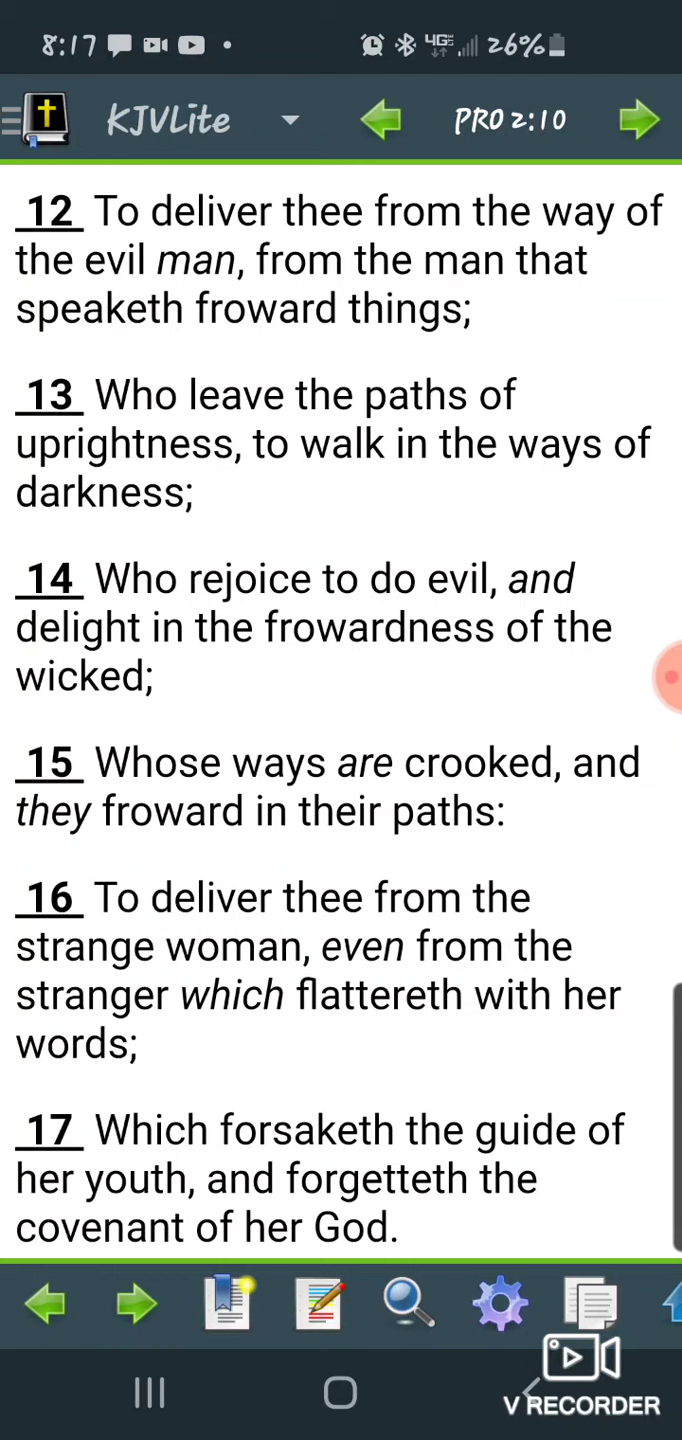 8:17 26%
4GE
KJVLite PRO 2:10
12 To deliver thee from the way of
the evil man, from the man that
speaketh froward things;
13 Who leave the paths of
uprightness, to walk in the ways of
darkness;
14 Who rejoice to do evil, and
delight in the frowardness of the
wicked;
15 Whose ways are crooked, and
they froward in their paths:
16 To deliver thee from the
strange woman, even from the
stranger which flattereth with her
words;
17 Which forsaketh the guide of
her youth, and forgetteth the
covenant of her God.
V RECORDER